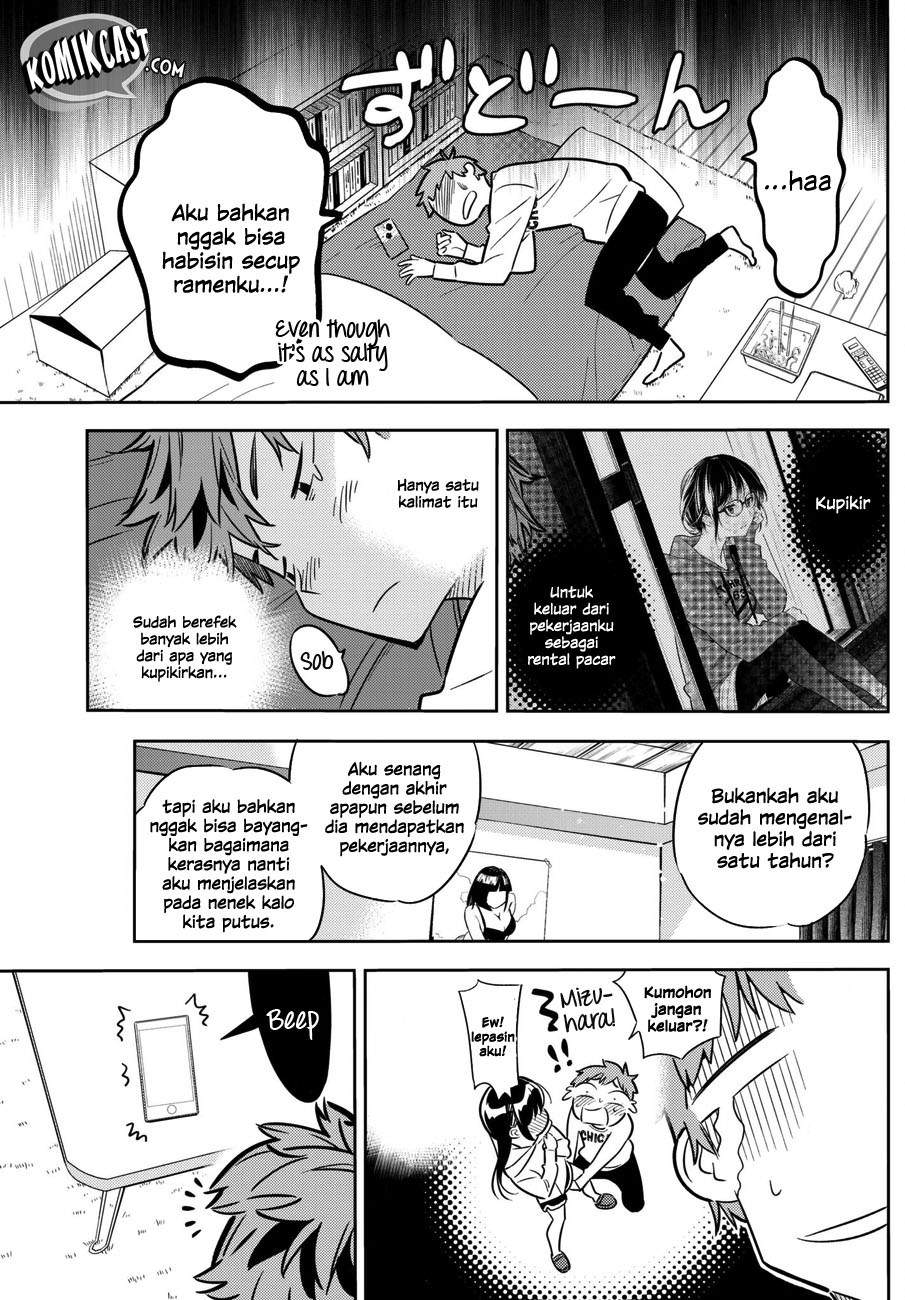 KOMIKCAST
.COM
ずどーん
...haa
Aku bahkan
nggak bisa
habisin secup
ramenku...!
Even though
it's as salty
as I am
CHIC
Kupikir
Untuk
keluar dari
pekerjaanku
sebagai
rental pacar
Hanya satu
kalimat itu
Sudah berefek
banyak lebih
dari apa yang
kupikirkan...
Sob
Bukankah aku
sudah mengenal-
nya lebih dari
satu tahun?
Aku senang
dengan akhir
apapun sebelum
dia mendapatkan
pekerjaannya,
tapi aku bahkan
nggak bisa bayang-
kan bagaimana
kerasnya nanti
aku menjelaskan
pada nenek kalo
kita putus.
Kumohon
jangan
keluar?!
Mizu-
hara!
!!
Ew!
lepasin
aku!
CHICA
Beep